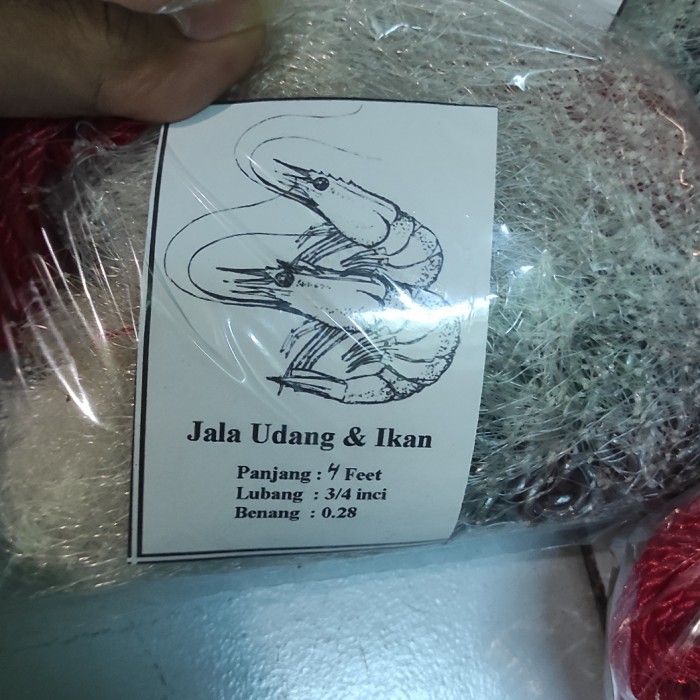 Jala Udang & Ikan
Panjang : 4 Feet
Lubang : 3/4 inci
Benang : 0.28